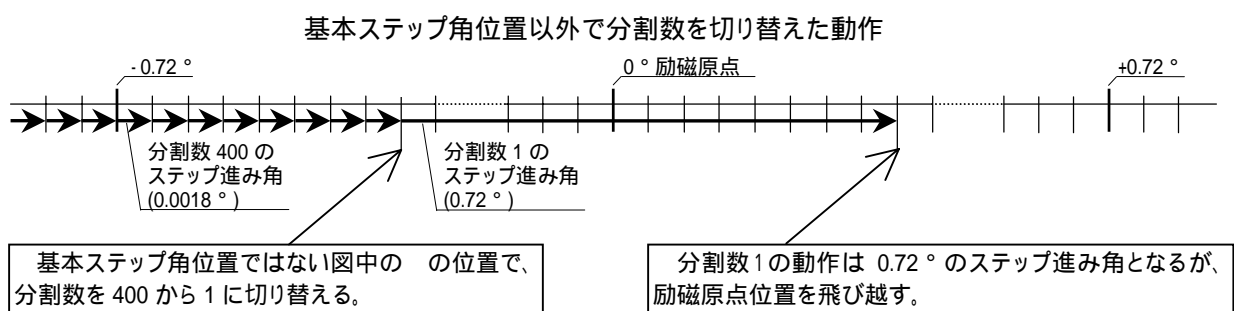 基本ステップ角位置以外で分割数を切り替えた動作
- 0.72 °
0 ° 励磁原点
+0.72 °
分割数 400 の
ステップ進み角
(0.0018 ° )
分割数 1 の
ステップ進み角
(0.72 ° )
基本ステップ角位置ではない図中の　の位置で、
分割数を 400 から 1 に切り替える。
分割数1の動作は 0.72 ° のステップ進み角となるが、
励磁原点位置を飛び越す。